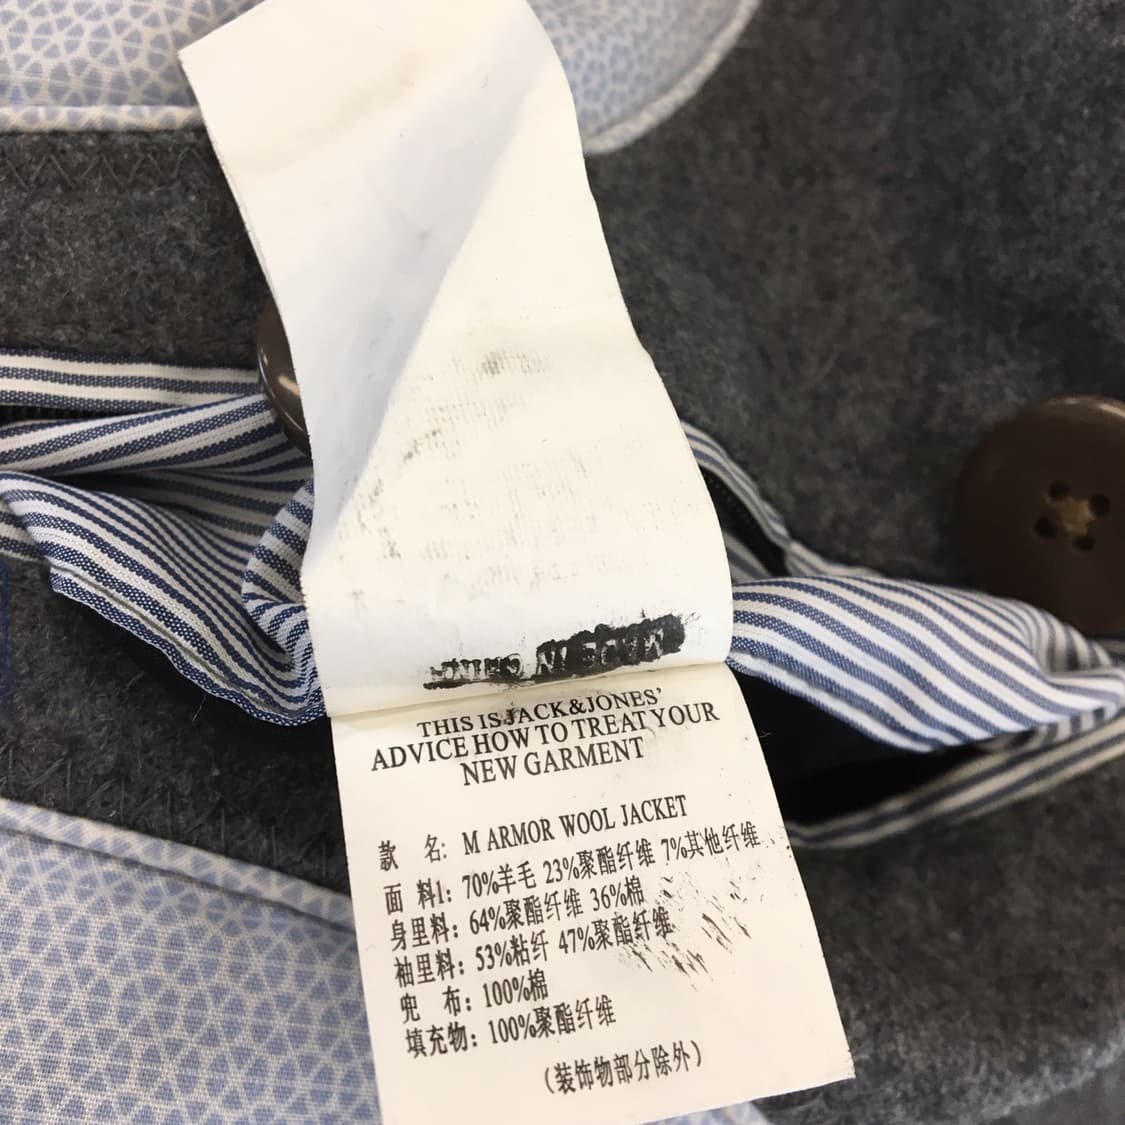 MADE IN CHINA
THIS IS JACK&JONES'
ADVICE HOW TO TREAT YOUR
NEW GARMENT
款 名: M ARMOR WOOL JACKET
面 料1: 70%羊毛 23%聚酯纤维 7%其他纤维
身里料: 64%聚酯纤维 36%棉
袖里料: 53%粘纤 47%聚酯纤维
兜 布: 100%棉
填充物: 100%聚酯纤维
(装饰物部分除外)